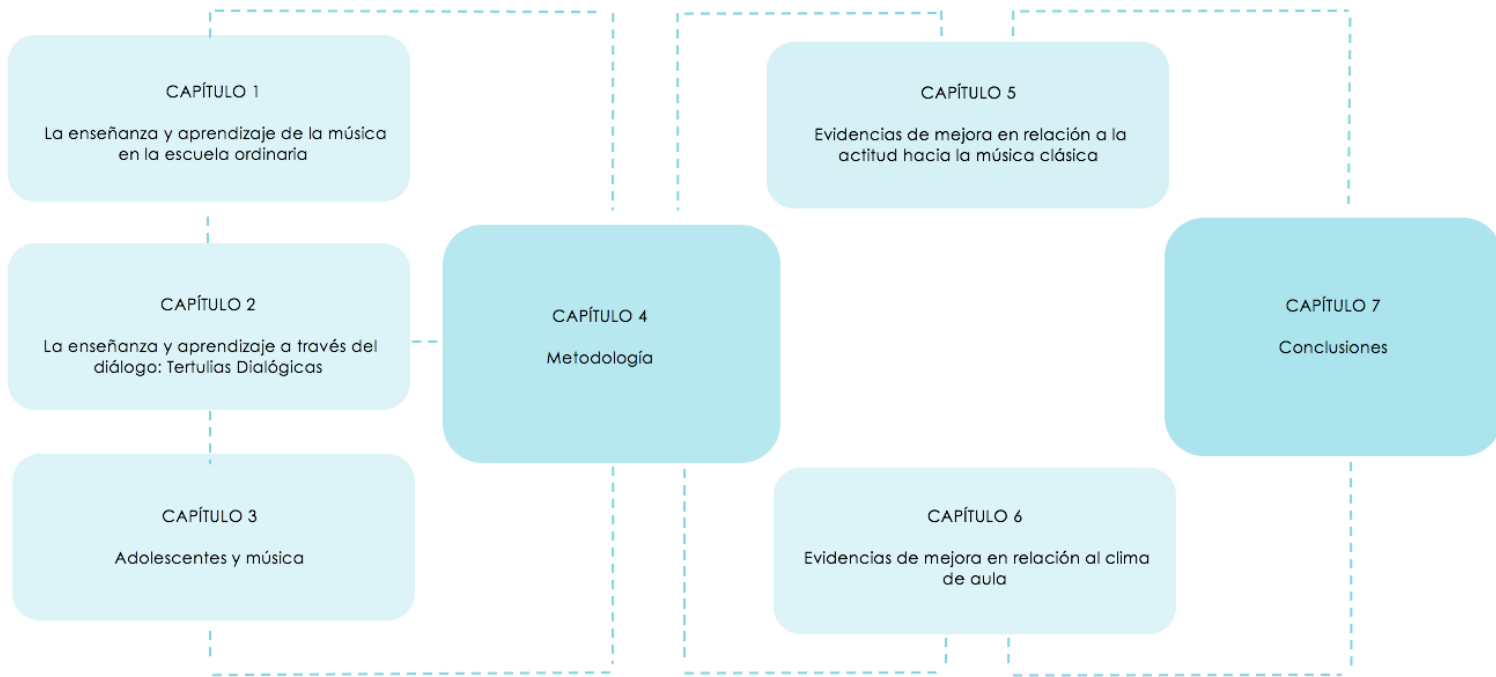 CAPÍTULO 1
La enseñanza y aprendizaje de la música
en la escuela ordinaria
CAPÍTULO 2
La enseñanza y aprendizaje a través del
diálogo: Tertulias Dialógicas
CAPÍTULO 3
Adolescentes y música
CAPÍTULO 4
Metodología
CAPÍTULO 5
Evidencias de mejora en relación a la
actitud hacia la música clásica
CAPÍTULO 6
Evidencias de mejora en relación al clima
de aula
CAPÍTULO 7
Conclusiones